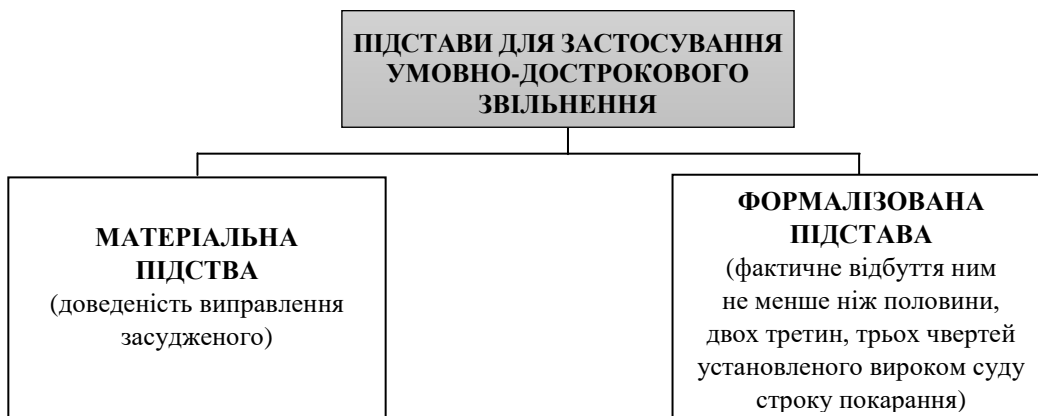 ПІДСТАВИ ДЛЯ ЗАСТОСУВАННЯ
УМОВНО-ДОСТРОКОВОГО
ЗВІЛЬНЕННЯ
МАТЕРІАЛЬНА
ПІДСТВА
(доведеність виправлення
засудженого)
ФОРМАЛІЗОВАНА
ПІДСТАВА
(фактичне відбуття ним
не менше ніж половини,
двох третин, трьох чвертей
установленого вироком суду
строку покарання)